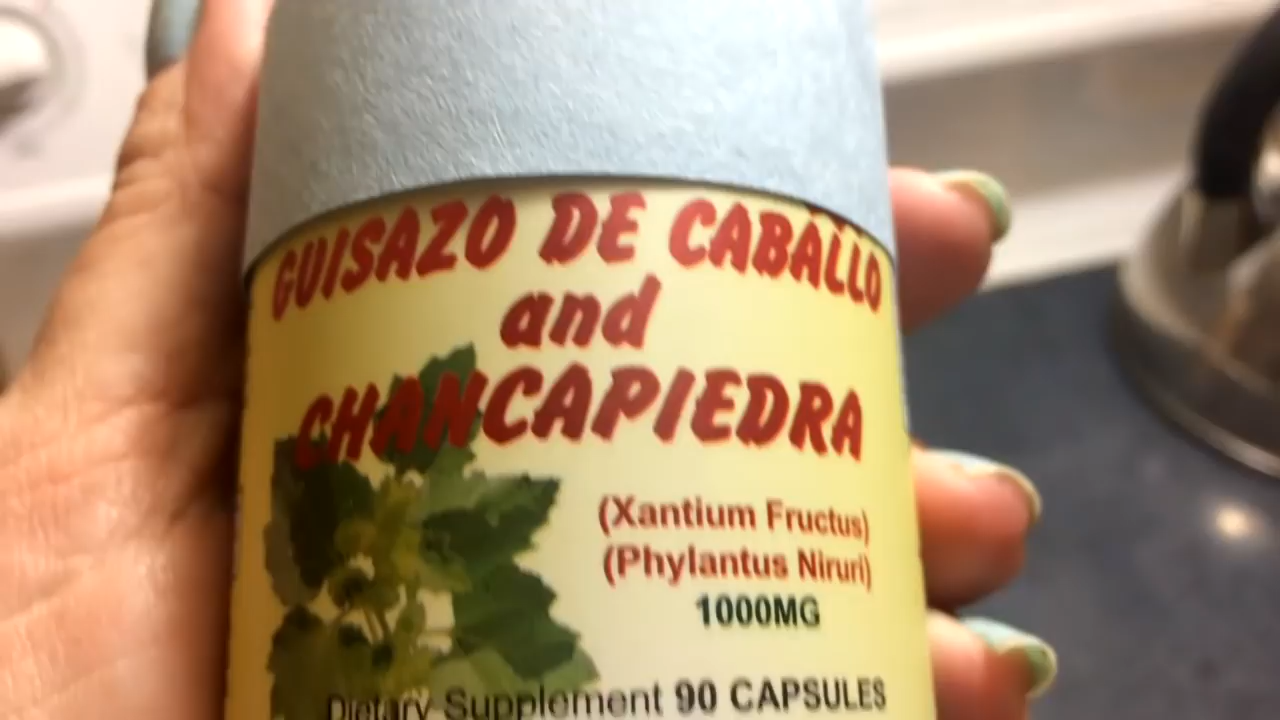 GUISAZO DE CABALLO
and
CHANCAPIEDRA
(Xantium Fructus)
(Phylantus Niruri)
1000MG
Dietary Supplement 90 CAPSULES